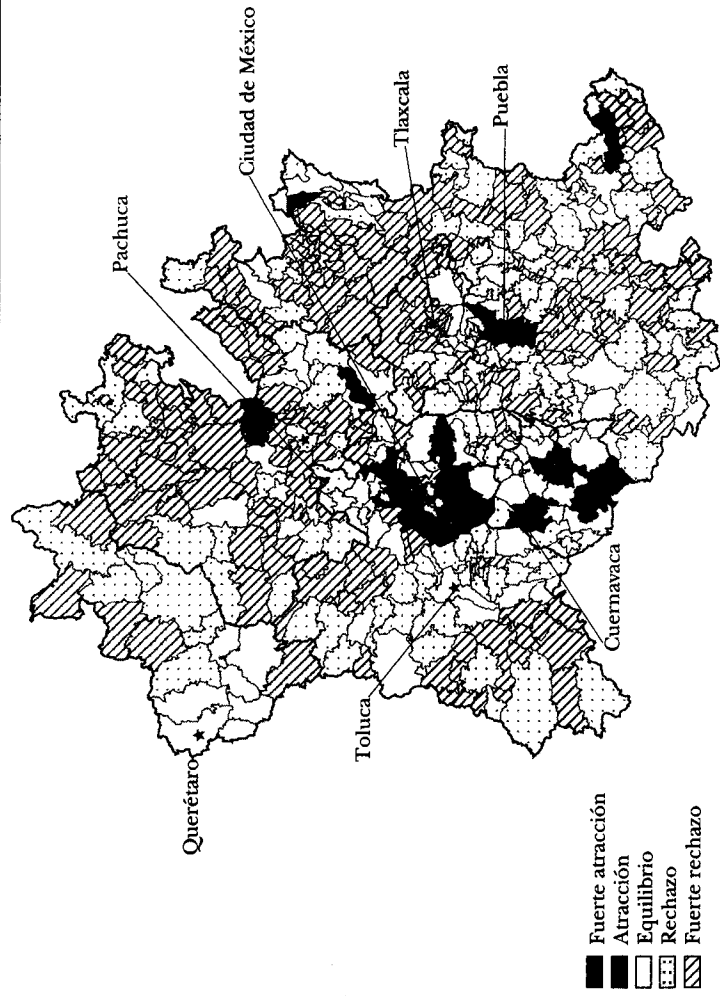 Querétaro
Pachuca
Ciudad de México
Tlaxcala
Puebla
Toluca
Cuernavaca
Fuerte atracción
Atracción
Equilibrio
Rechazo
Fuerte rechazo